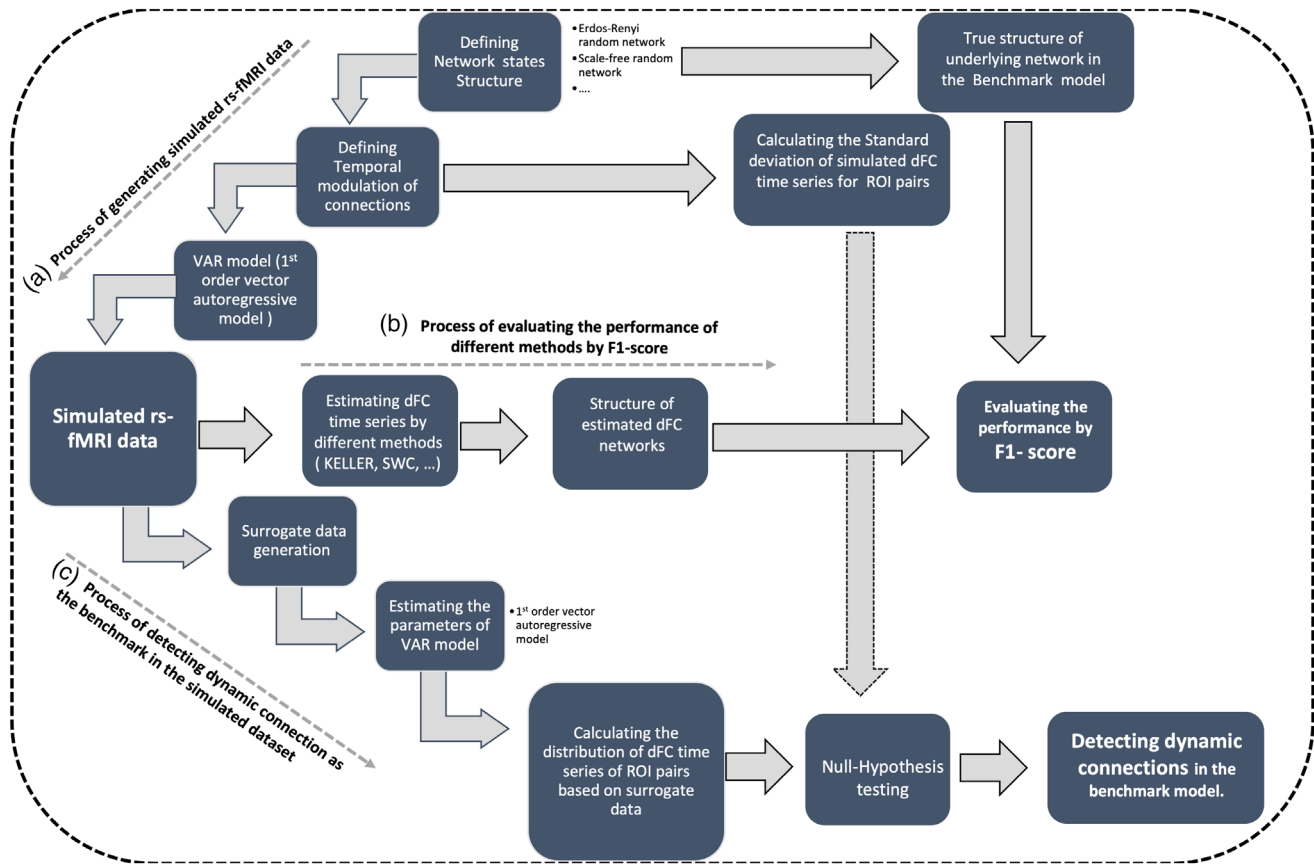 Defining
Network states
Structure
•Erdos-Renyi
random network
•Scale-free random
network
•....
True structure of
underlying network in
the Benchmark model
Defining
Temporal
modulation of
connections
Calculating the Standard
deviation of simulated dFC
time series for ROI pairs
(a) Process of generating simulated rs-fMRI data
VAR model (1st
order vector
autoregressive
model )
(b) Process of evaluating the performance of
different methods by F1-score
Simulated rs-
fMRI data
Estimating dFC
time series by
different methods
( KELLER, SWC, ...)
Structure of
estimated dFC
networks
Evaluating the
performance by
F1- score
Surrogate data
generation
(c) Process of detecting dynamic connection as
the benchmark in the simulated dataset
Estimating the
parameters of
VAR model
•1st order vector
autoregressive
model
Calculating the
distribution of dFC time
series of ROI pairs
based on surrogate
data
Null-Hypothesis
testing
Detecting dynamic
connections in the
benchmark model.